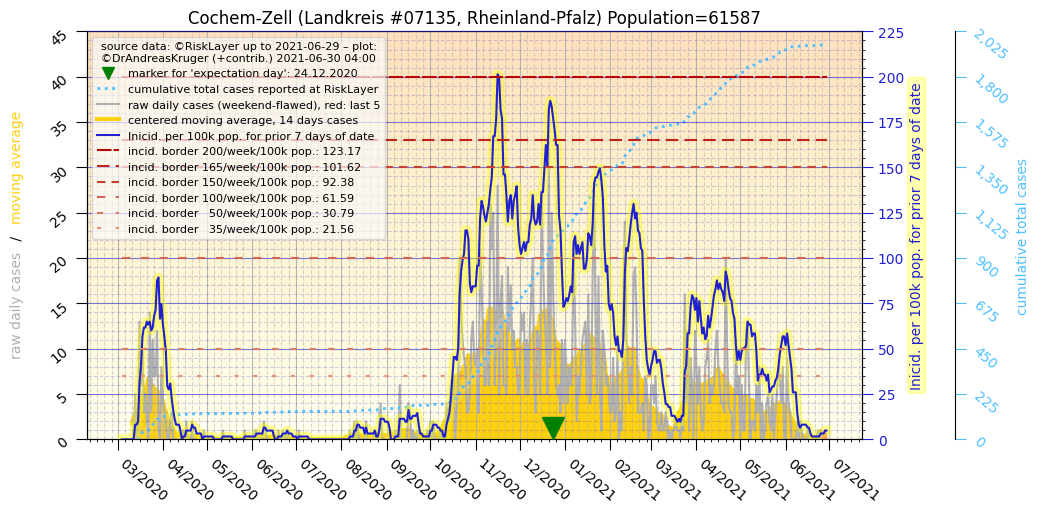 Cochem-Zell (Landkreis #07135, Rheinland-Pfalz) Population=61587
source data: ©RiskLayer up to 2021-06-29 – plot:
©DrAndreasKruger (+contrib.) 2021-06-30 04:00
marker for 'expectation day': 24.12.2020
cumulative total cases reported at RiskLayer
raw daily cases (weekend-flawed), red: last 5
centered moving average, 14 days cases
Inicid. per 100k pop. for prior 7 days of date
incid. border 200/week/100k pop.: 123.17
incid. border 165/week/100k pop.: 101.62
incid. border 150/week/100k pop.: 92.38
incid. border 100/week/100k pop.: 61.59
incid. border 50/week/100k pop.: 30.79
incid. border 35/week/100k pop.: 21.56
raw daily cases / moving average
45
40
35
30
25
20
15
10
5
0
03/2020
04/2020
05/2020
06/2020
07/2020
08/2020
09/2020
10/2020
11/2020
12/2020
01/2021
02/2021
03/2021
04/2021
05/2021
06/2021
07/2021
225
200
175
150
125
100
75
50
25
0
Inicid. per 100k pop. for prior 7 days of date
2,025
1,800
1,575
1,350
1,125
900
675
450
225
0
cumulative total cases